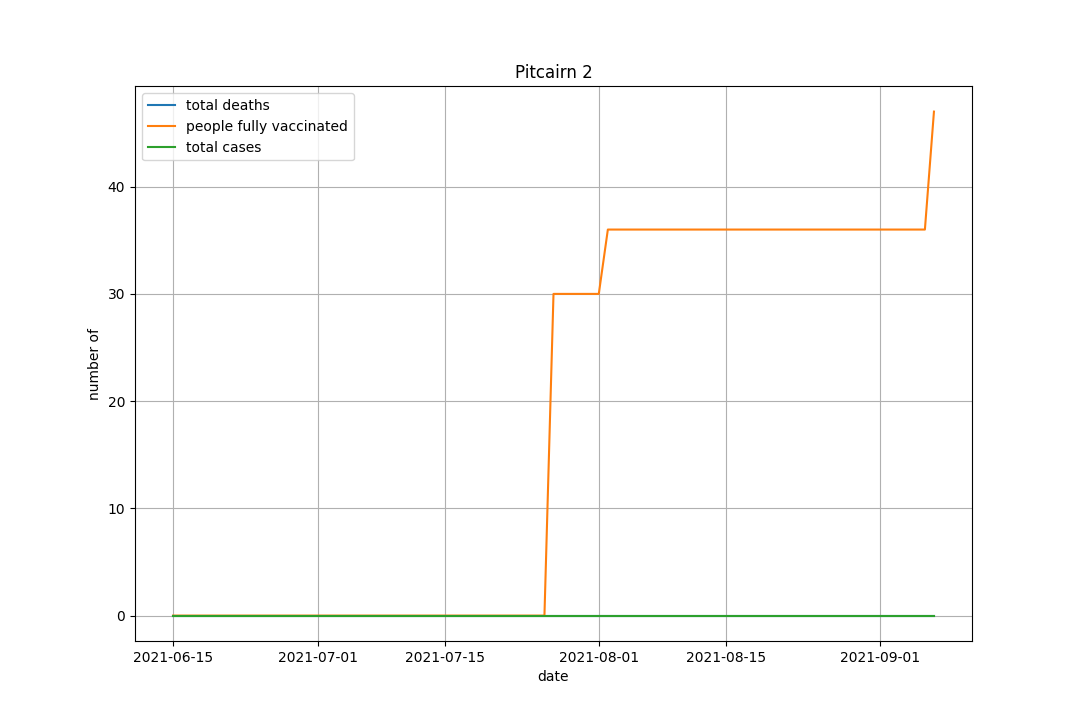 Pitcairn 2
total deaths
people fully vaccinated
total cases
number of
40
30
20
10
0
2021-06-15 2021-07-01 2021-07-15 2021-08-01 2021-08-15 2021-09-01
date